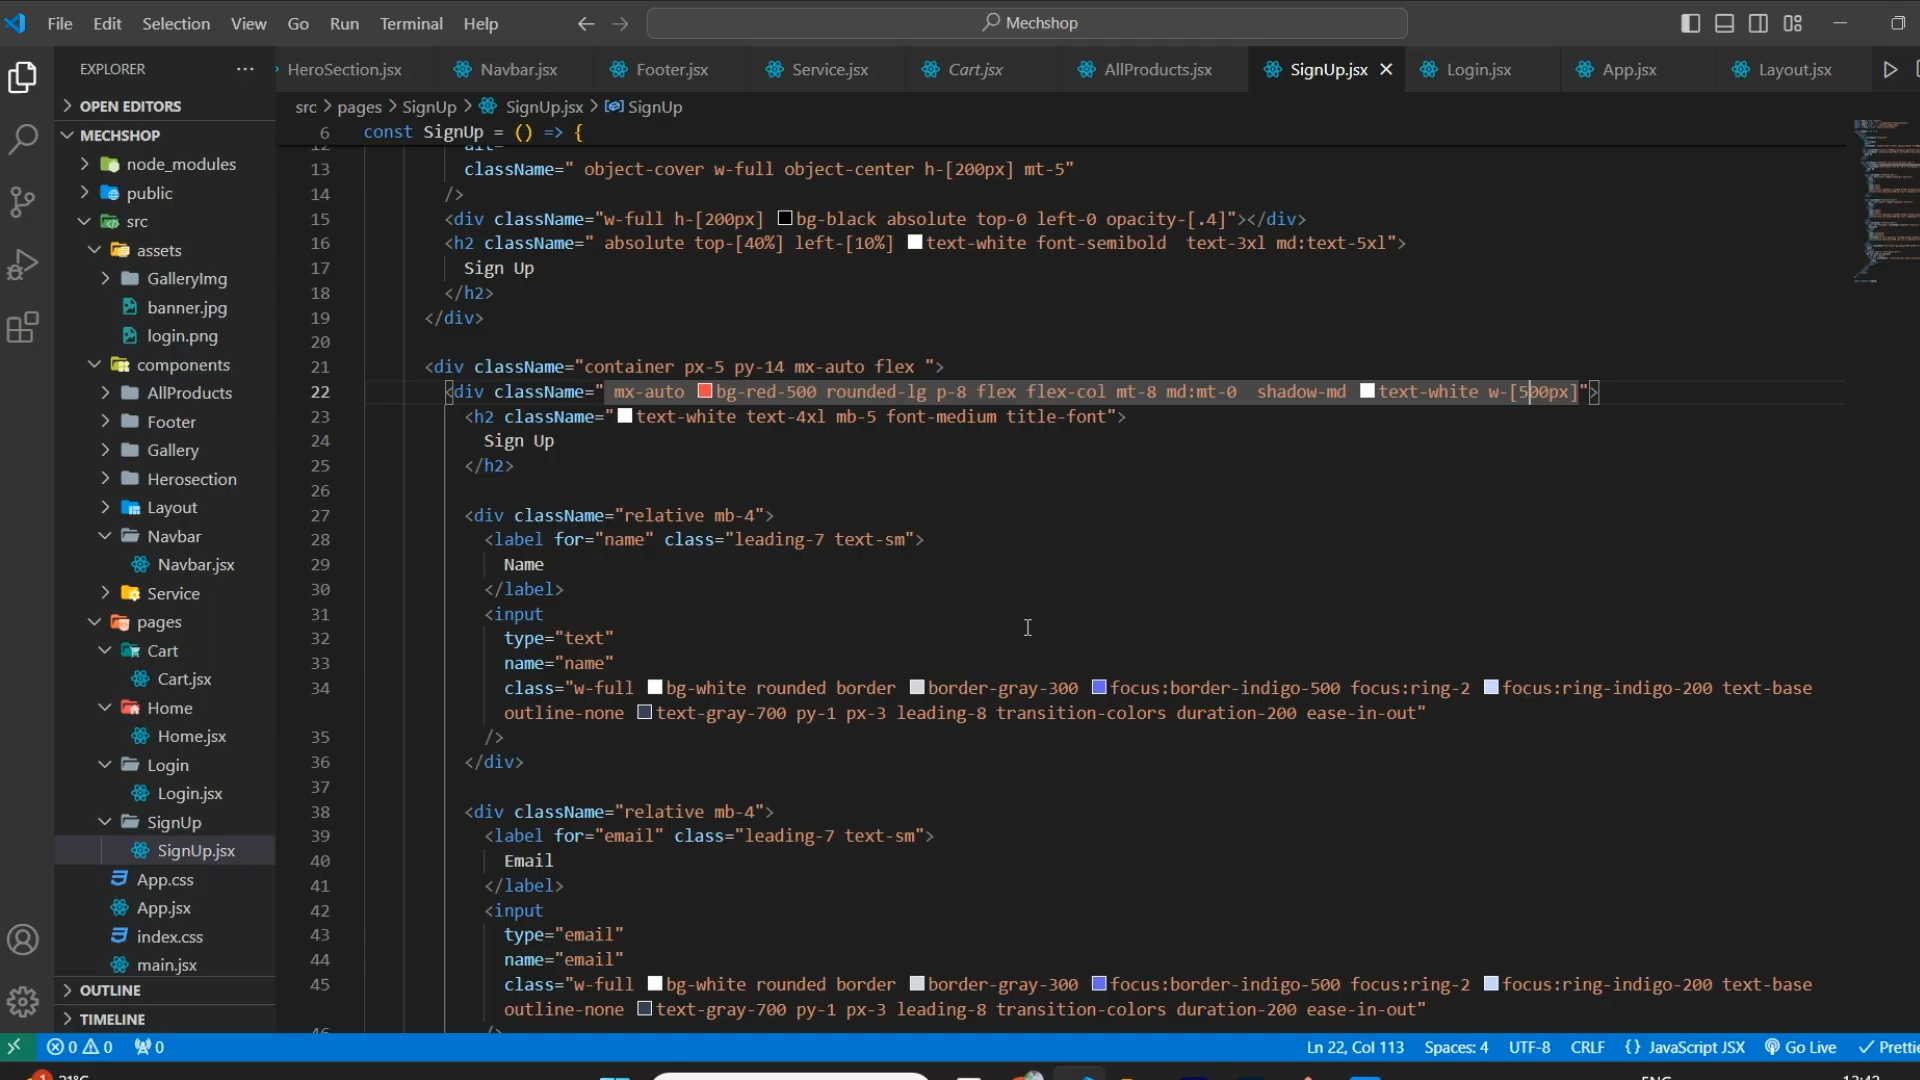 File Edit Selection View Go Run Terminal Help
Mechshop
EXPLORER
HeroSection.jsx
Navbar.jsx
Footer.jsx
Service.jsx
Cart.jsx
AllProducts.jsx
SignUp.jsx
Login.jsx
App.jsx
Layout.jsx
src > pages > SignUp > SignUp.jsx > SignUp
OPEN EDITORS
MECHSHOP
node_modules
public
src
assets
GalleryImg
banner.jpg
login.png
components
AllProducts
Footer
Gallery
Herosection
Layout
Navbar
Navbar.jsx
Service
pages
Cart
Cart.jsx
Home
Home.jsx
Login
Login.jsx
SignUp
SignUp.jsx
App.css
App.jsx
index.css
main.jsx
OUTLINE
TIMELINE
6 const SignUp = () => {
12 alt=
13 className=" object-cover w-full object-center h-[200px] mt-5"
14 />
15 <div className="w-full h-[200px] bg-black absolute top-0 left-0 opacity-[.4]"></div>
16 <h2 className=" absolute top-[40%] left-[10%] text-white font-semibold  text-3xl md:text-5xl">
17 Sign Up
18 </h2>
19 </div>
20
21 <div className="container px-5 py-14 mx-auto flex ">
22 <div className=" mx-auto bg-red-500 rounded-lg p-8 flex flex-col mt-8 md:mt-0  shadow-md text-white w-[500px]">
23 <h2 className="text-white text-4xl mb-5 font-medium title-font">
24 Sign Up
25 </h2>
26
27 <div className="relative mb-4">
28 <label for="name" class="leading-7 text-sm">
29 Name
30 </label>
31 <input
32 type="text"
33 name="name"
34 class="w-full bg-white rounded border border-gray-300 focus:border-indigo-500 focus:ring-2 focus:ring-indigo-200 text-base
outline-none text-gray-700 py-1 px-3 leading-8 transition-colors duration-200 ease-in-out"
35 />
36 </div>
37
38 <div className="relative mb-4">
39 <label for="email" class="leading-7 text-sm">
40 Email
41 </label>
42 <input
43 type="email"
44 name="email"
45 class="w-full bg-white rounded border border-gray-300 focus:border-indigo-500 focus:ring-2 focus:ring-indigo-200 text-base
outline-none text-gray-700 py-1 px-3 leading-8 transition-colors duration-200 ease-in-out"
46 />
0 0 0
Ln 22, Col 113 Spaces: 4 UTF-8 CRLF {} JavaScript JSX Go Live Prettie
1 21°C
ENG 13:42